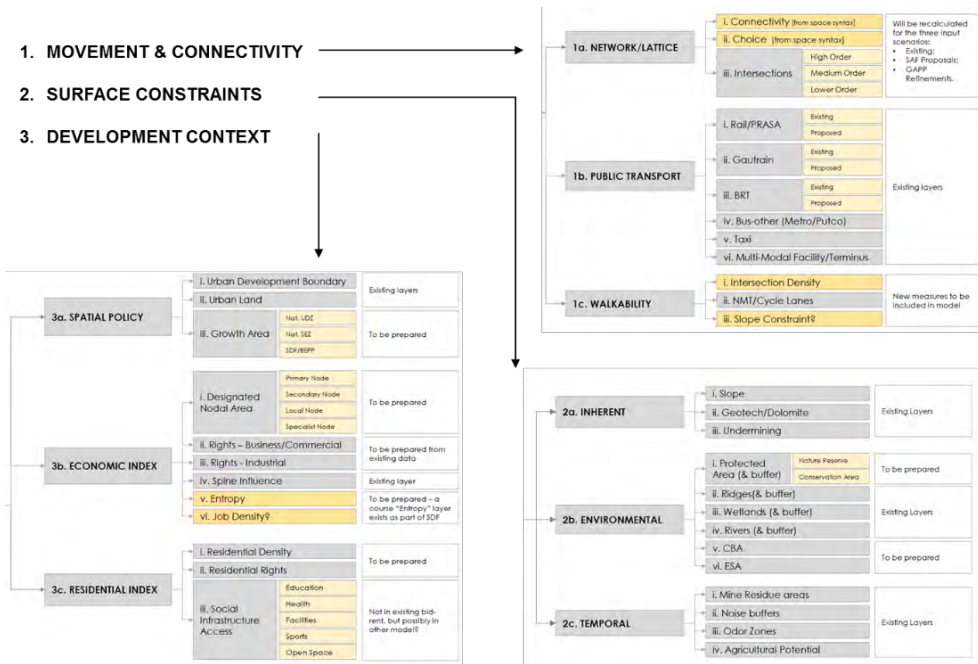 1. MOVEMENT & CONNECTIVITY
2. SURFACE CONSTRAINTS
3. DEVELOPMENT CONTEXT
1a. NETWORK/LATTICE
i. Connectivity [from space syntax]
ii. Choice [from space syntax]
iii. Intersections
High Order
Medium Order
Lower Order
Will be recalculated
for the three input
scenarios:
• Existing;
• SAF Proposals;
• GAPP
Refinements.
1b. PUBLIC TRANSPORT
i. Rail/PRASA
Existing
Proposed
ii. Gautrain
Existing
Proposed
iii. BRT
Existing
Proposed
iv. Bus-other (Metro/Putco)
v. Taxi
vi. Multi-Modal Facility/Terminus
Existing layers
1c. WALKABILITY
i. Intersection Density
ii. NMT/Cycle Lanes
iii. Slope Constraint?
New measures to be
included in model
3a. SPATIAL POLICY
i. Urban Development Boundary
ii. Urban Land
Existing layers
iii. Growth Area
Nat. UDZ
Nat. SEZ
SDF/BEPP
To be prepared
3b. ECONOMIC INDEX
i. Designated
Nodal Area
Primary Node
Secondary Node
Local Node
Specialist Node
To be prepared
ii. Rights – Business/Commercial
iii. Rights - Industrial
To be prepared from
existing data
iv. Spine Influence
Existing layer
v. Entropy
vi. Job Density?
To be prepared – a
course "Entropy" layer
exists as part of SDF
3c. RESIDENTIAL INDEX
i. Residential Density
ii. Residential Rights
To be prepared
iii. Social
Infrastructure
Access
Education
Health
Facilities
Sports
Open Space
Not in existing bid-
rent, but possibly in
other model?
2a. INHERENT
i. Slope
ii. Geotech/Dolomite
iii. Undermining
Existing Layers
2b. ENVIRONMENTAL
i. Protected
Area (& buffer)
Nature Reserve
Conservation Area
To be prepared
ii. Ridges(& buffer)
iii. Wetlands (& buffer)
iv. Rivers (& buffer)
Existing Layers
v. CBA
vi. ESA
To be prepared
2c. TEMPORAL
i. Mine Residue areas
ii. Noise buffers
iii. Odor Zones
iv. Agricultural Potential
Existing Layers